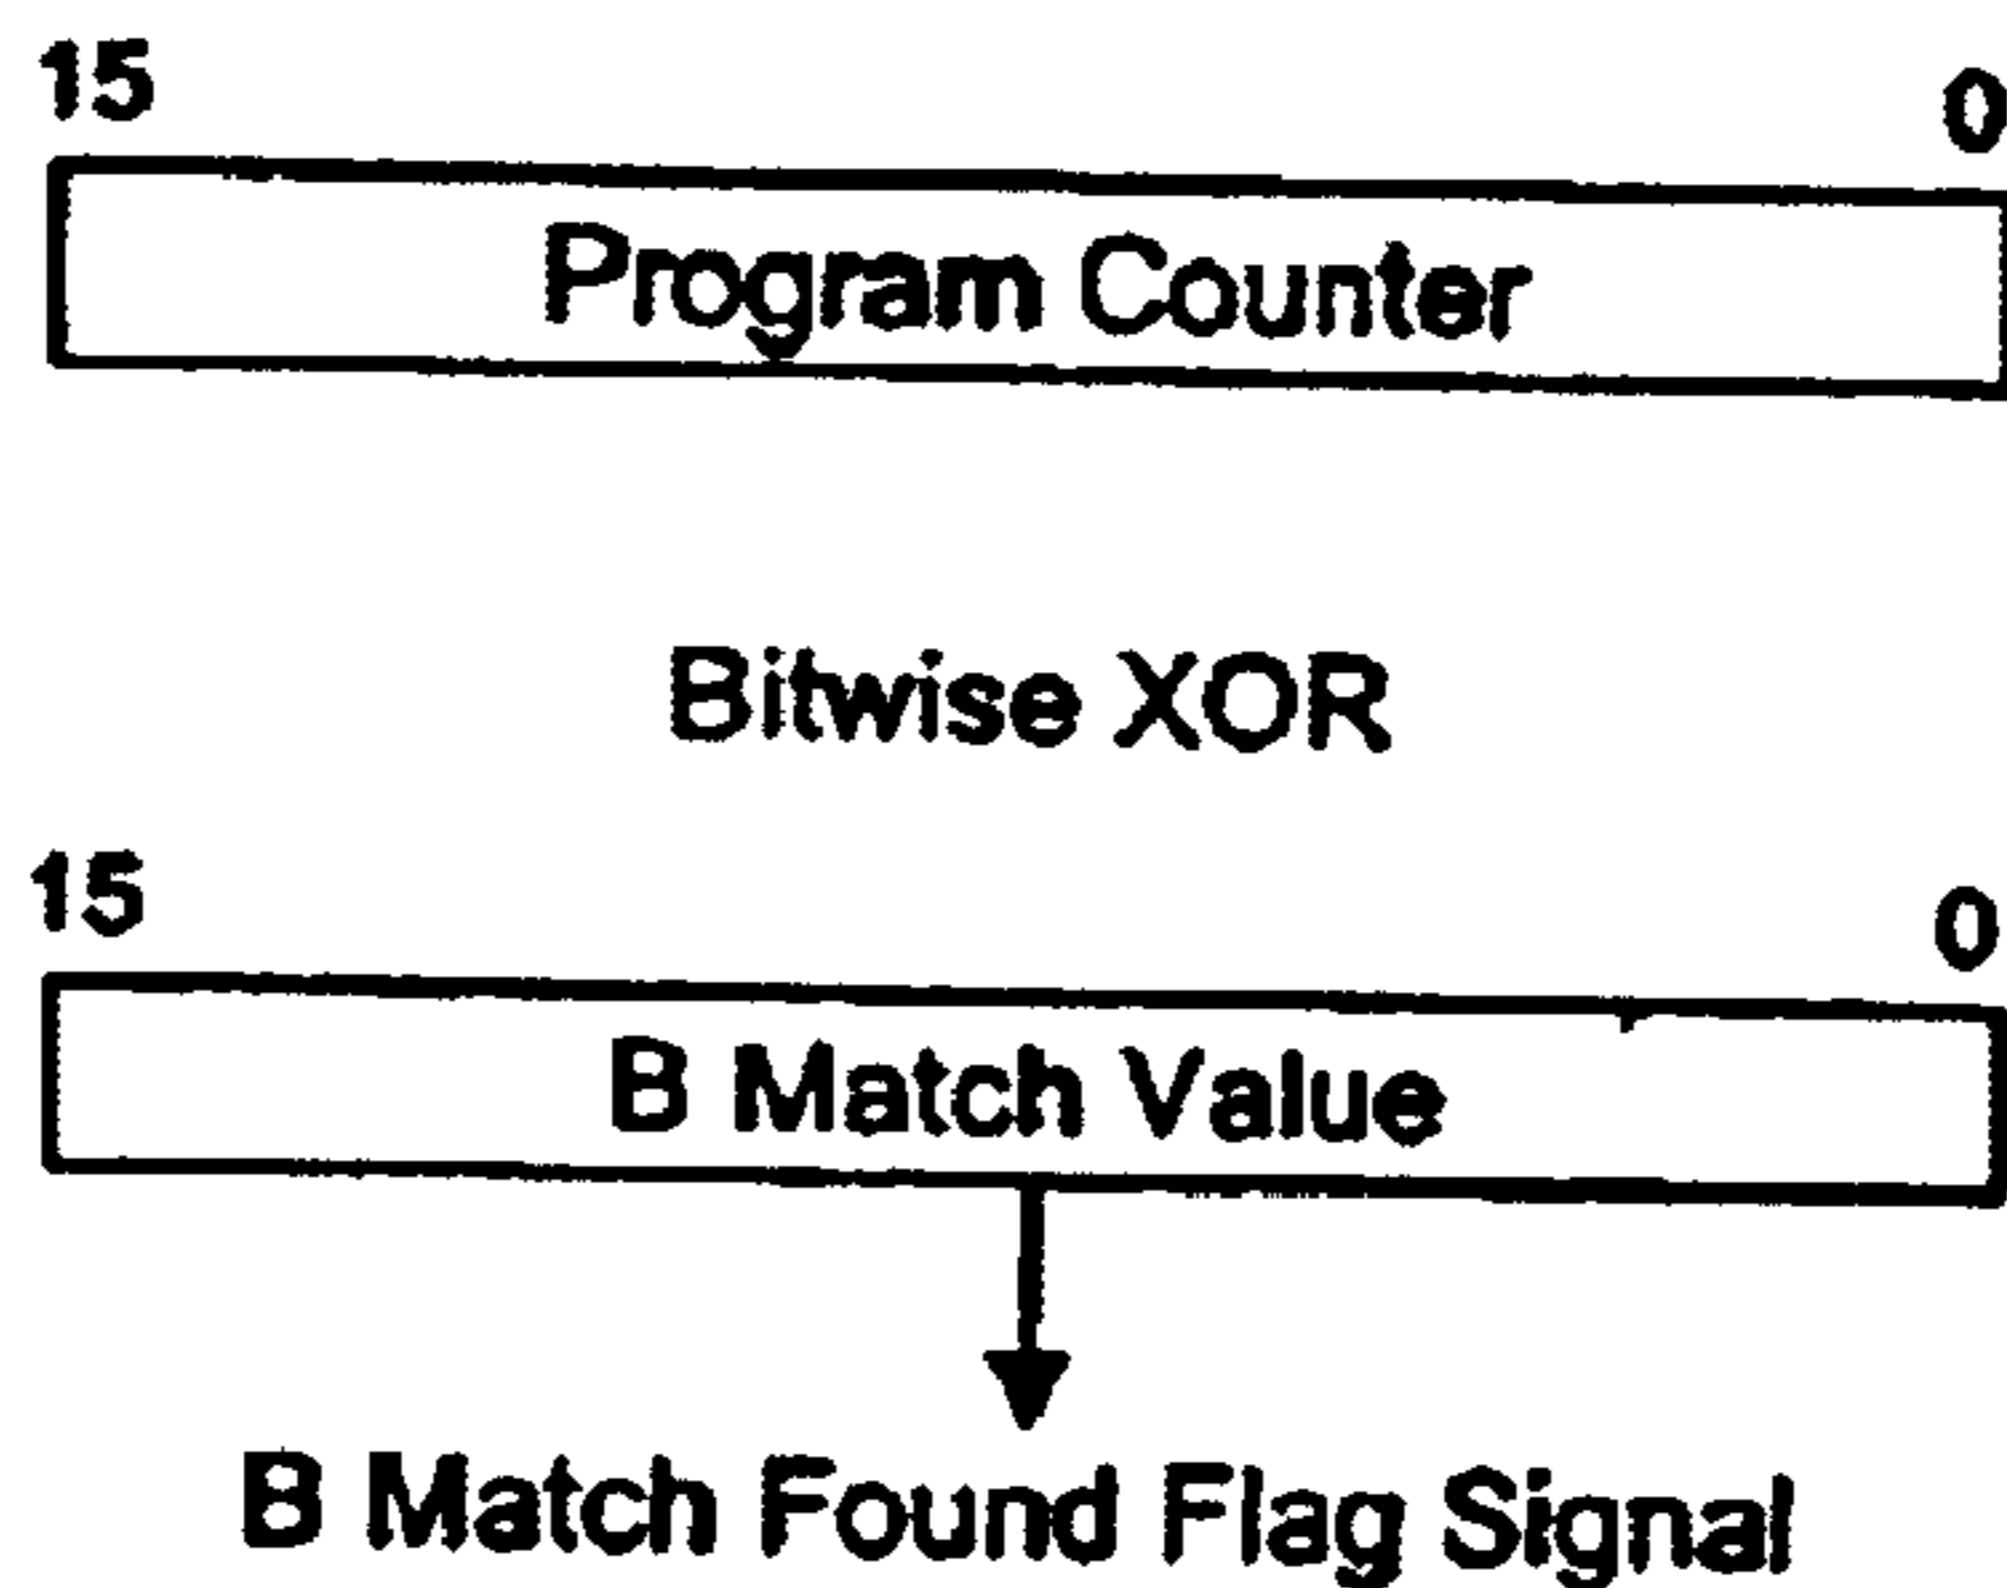 15 0
Program Counter
Bitwise XOR
15 0
B Match Value
B Match Found Flag Signal